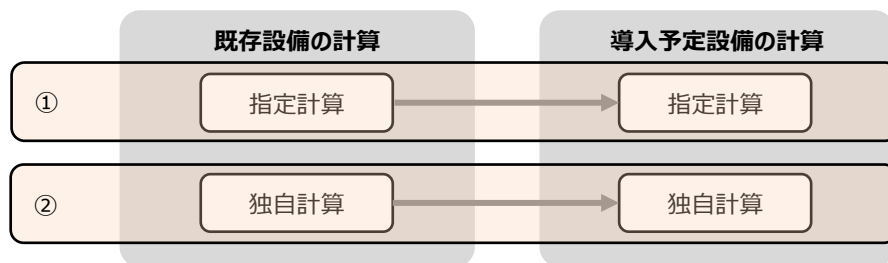 既存設備の計算 導入予定設備の計算
① 指定計算 指定計算
② 独自計算 独自計算